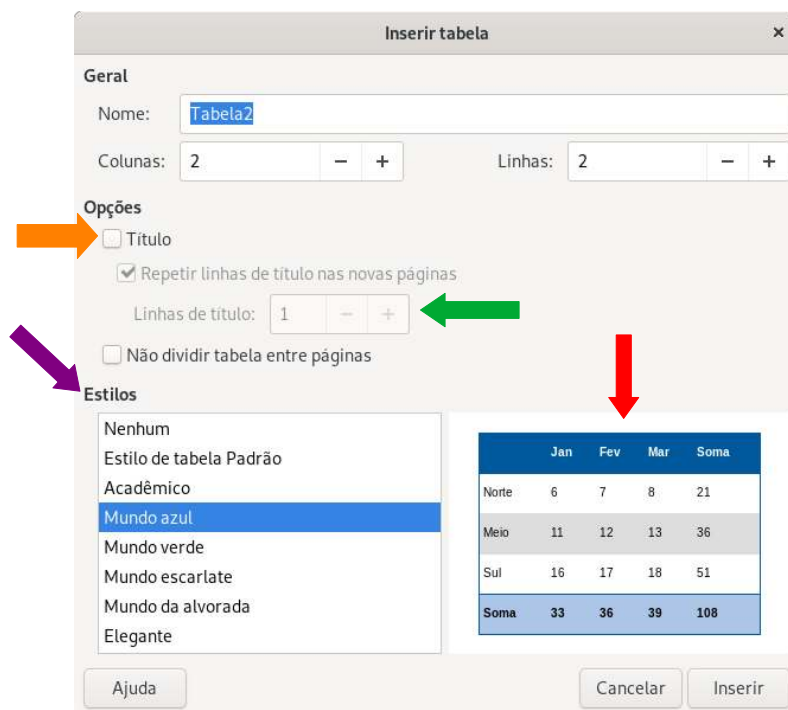 Inserir tabela ×
Geral
Nome: Tabela2
Colunas: 2 − + Linhas: 2 − +
Opções
Título
Repetir linhas de título nas novas páginas
Linhas de título: 1 − +
Não dividir tabela entre páginas
Estilos
Nenhum
Estilo de tabela Padrão
Acadêmico
Mundo azul
Mundo verde
Mundo escarlate
Mundo da alvorada
Elegante
Jan Fev Mar Soma
Norte 6 7 8 21
Meio 11 12 13 36
Sul 16 17 18 51
Soma 33 36 39 108
Ajuda Cancelar Inserir